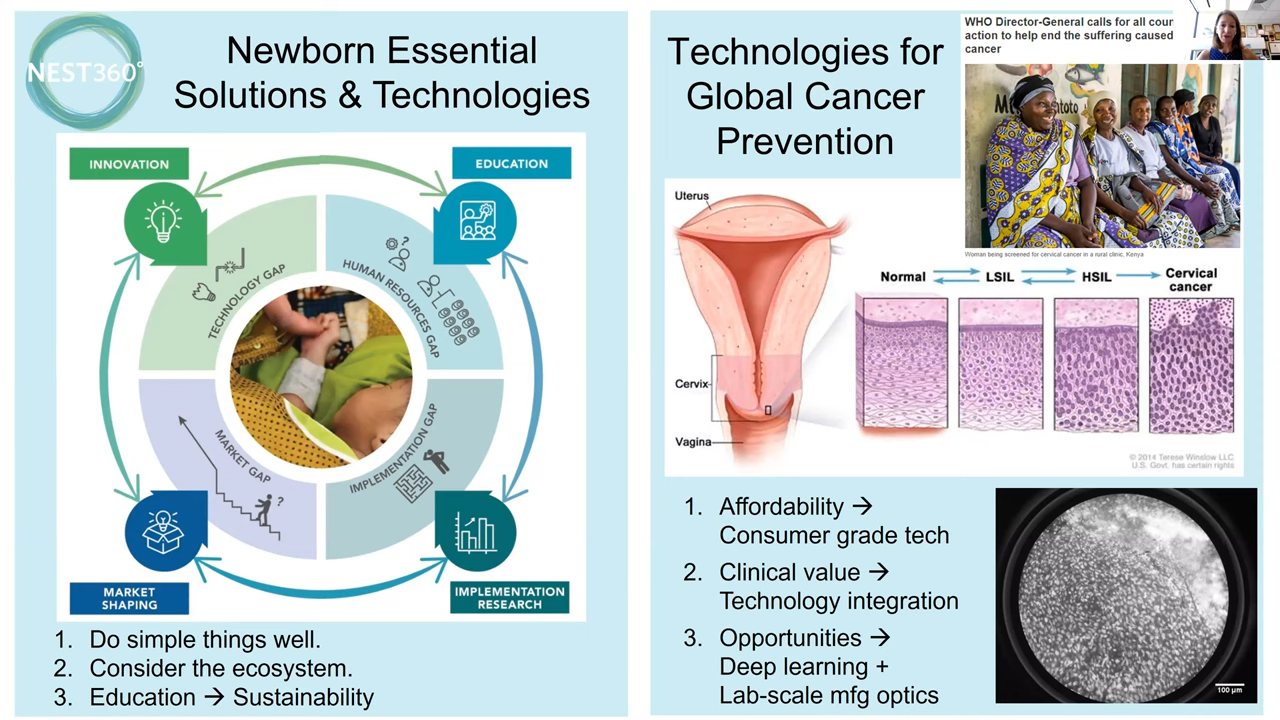 NEST360°
Newborn Essential
Solutions & Technologies
INNOVATION
EDUCATION
TECHNOLOGY GAP
HUMAN RESOURCES GAP
MARKET GAP
IMPLEMENTATION GAP
MARKET
SHAPING
IMPLEMENTATION
RESEARCH
1. Do simple things well.
2. Consider the ecosystem.
3. Education → Sustainability
Technologies for
Global Cancer
Prevention
WHO Director-General calls for all coun
action to help end the suffering caused
cancer
Woman being screened for cervical cancer in a rural clinic, Kenya
Uterus
Cervix
Vagina
Normal
LSIL
HSIL
Cervical
cancer
© 2014 Terese Winslow LLC
U.S. Govt. has certain rights
1. Affordability →
Consumer grade tech
2. Clinical value →
Technology integration
3. Opportunities →
Deep learning +
Lab-scale mfg optics
100 µm